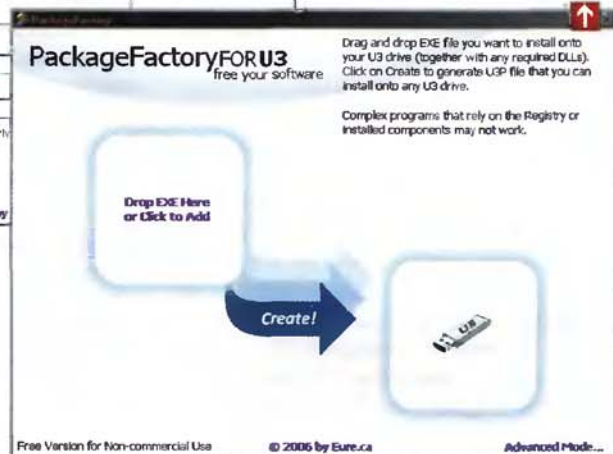 PackageFactory
PackageFactory FOR U3
free your software
Drag and drop EXE file you want to install onto
your U3 drive (together with any required DLLs).
Click on Create to generate U3P file that you can
install onto any U3 drive.
Complex programs that rely on the Registry or
installed components may not work.
Drop EXE Here
or Click to Add
Create!
U3
Free Version for Non-commercial Use
© 2006 by Eure.ca
Advanced Mode...